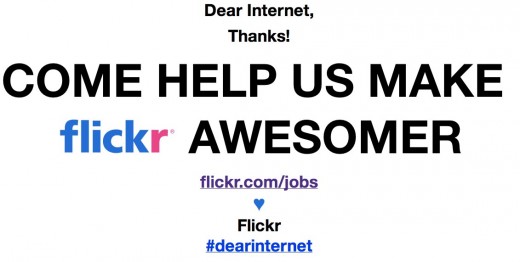 Dear Internet,
Thanks!
COME HELP US MAKE
flickr® AWESOMER
flickr.com/jobs
♥
Flickr
#dearinternet